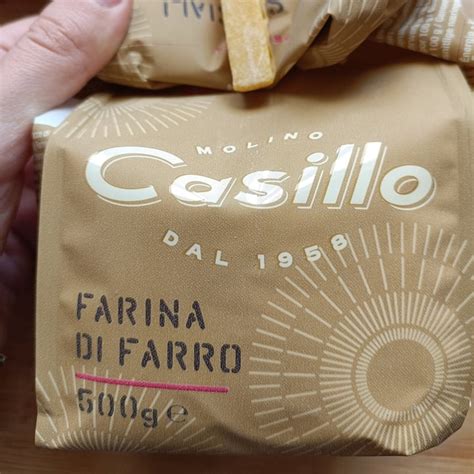 MOLINO
Casillo
DAL 1958
FARINA
DI FARRO
500g e